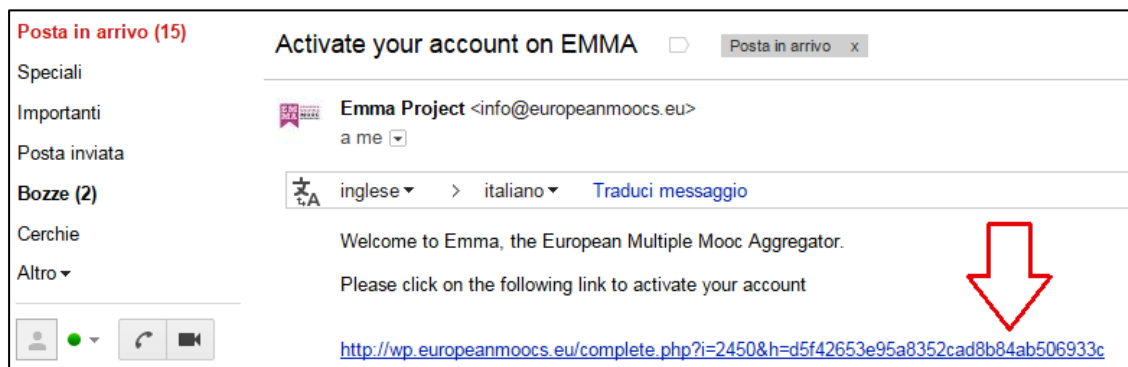 Posta in arrivo (15)
Speciali
Importanti
Posta inviata
Bozze (2)
Cerchie
Altro
Activate your account on EMMA
Posta in arrivo x
EM
MA
Emma Project <info@europeanmoocs.eu>
a me
inglese > italiano Traduci messaggio
Welcome to Emma, the European Multiple Mooc Aggregator.
Please click on the following link to activate your account
http://wp.europeanmoocs.eu/complete.php?i=2450&h=d5f42653e95a8352cad8b84ab506933c